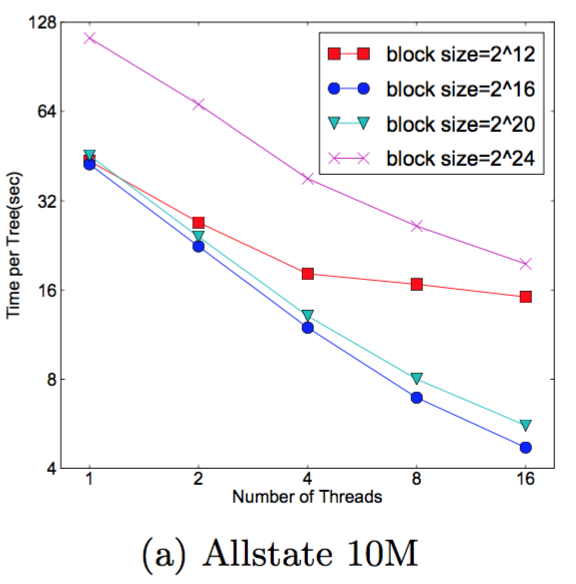 128
64
32
16
8
4
Time per Tree(sec)
block size=2^12
block size=2^16
block size=2^20
block size=2^24
1 2 4 8 16
Number of Threads
(a) Allstate 10M